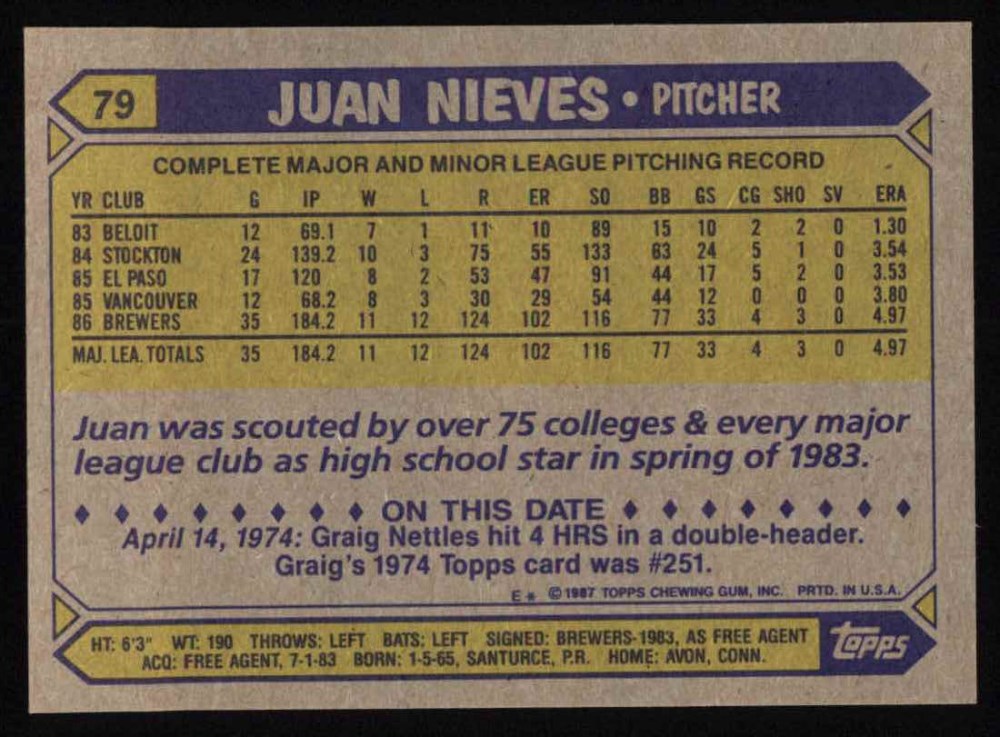 79 JUAN NIEVES • PITCHER
COMPLETE MAJOR AND MINOR LEAGUE PITCHING RECORD
YR CLUB G IP W L R ER SO BB GS CG SHO SV ERA
83 BELOIT 12 69.1 7 1 11 10 89 15 10 2 2 0 1.30
84 STOCKTON 24 139.2 10 3 75 55 133 63 24 5 1 0 3.54
85 EL PASO 17 120 8 2 53 47 91 44 17 5 2 0 3.53
85 VANCOUVER 12 68.2 8 3 30 29 54 44 12 0 0 0 3.80
86 BREWERS 35 184.2 11 12 124 102 116 77 33 4 3 0 4.97
MAJ. LEA. TOTALS 35 184.2 11 12 124 102 116 77 33 4 3 0 4.97
Juan was scouted by over 75 colleges & every major
league club as high school star in spring of 1983.
♦ ♦ ♦ ♦ ♦ ♦ ♦ ♦ ON THIS DATE ♦ ♦ ♦ ♦ ♦ ♦ ♦ ♦
April 14, 1974: Graig Nettles hit 4 HRS in a double-header.
Graig's 1974 Topps card was #251.
E* ©1987 TOPPS CHEWING GUM, INC. PRTD. IN U.S.A.
HT: 6'3" WT: 190 THROWS: LEFT BATS: LEFT SIGNED: BREWERS-1983, AS FREE AGENT
ACQ: FREE AGENT, 7-1-83 BORN: 1-5-65, SANTURCE, P.R. HOME: AVON, CONN.
TOPPS